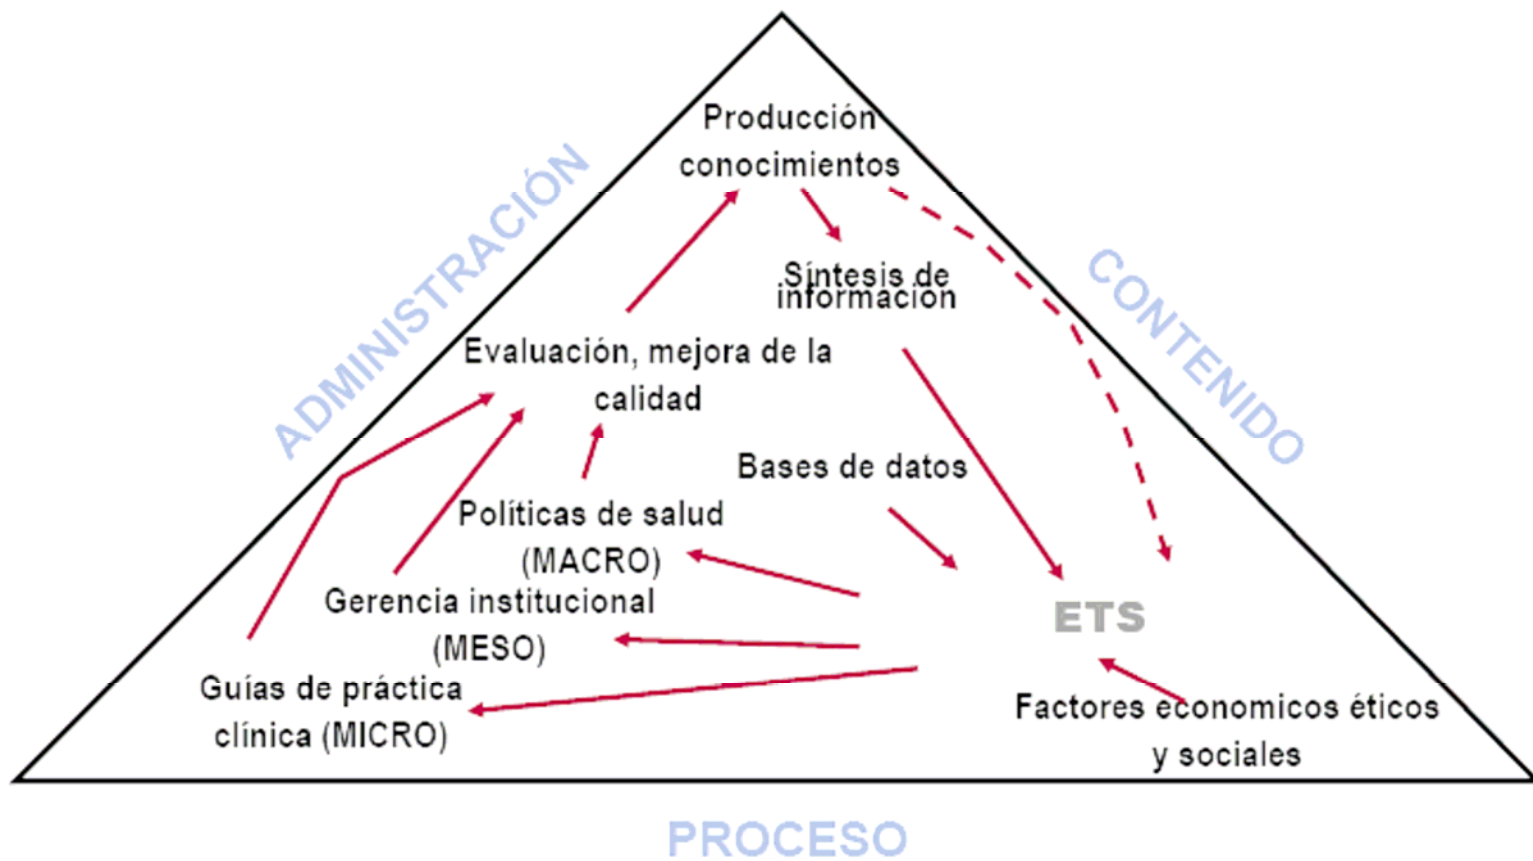 Producción
conocimientos
ADMINISTRACIÓN
CONTENIDO
Síntesis de
información
Evaluación, mejora de la
calidad
Bases de datos
Políticas de salud
(MACRO)
Gerencia institucional
(MESO)
ETS
Guías de práctica
clínica (MICRO)
Factores economicos éticos
y sociales
PROCESO